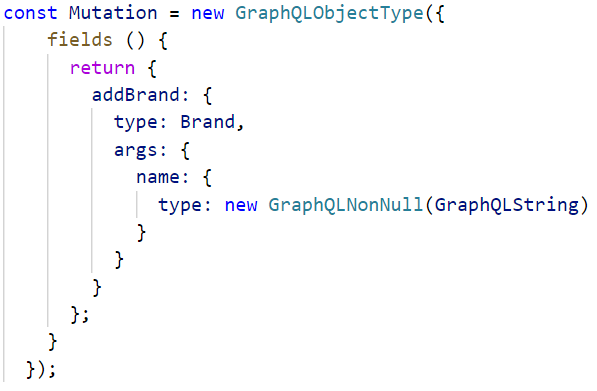 const Mutation = new GraphQLObjectType({
    fields () {
      return {
        addBrand: {
          type: Brand,
          args: {
            name: {
              type: new GraphQLNonNull(GraphQLString)
            }
          }
        }
      };
    }
  });